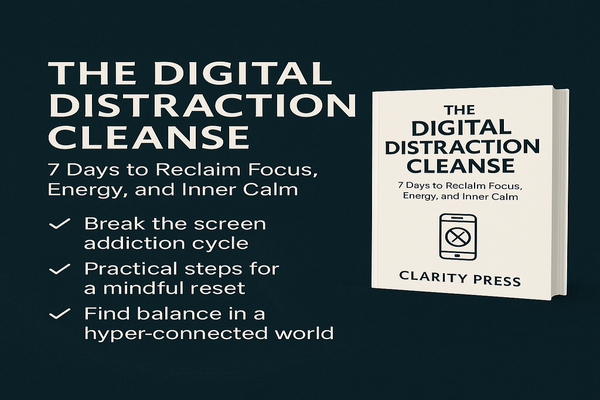 THE DIGITAL
DISTRACTION
CLEANSE
7 Days to Reclaim Focus,
Energy, and Inner Calm
Break the screen
addiction cycle
Practical steps for
a mindful reset
Find balance in a
hyper-connected world
THE
DIGITAL
DISTRACTION
CLEANSE
7 Days to Reclaim Focus,
Energy, and Inner Calm
CLARITY PRESS